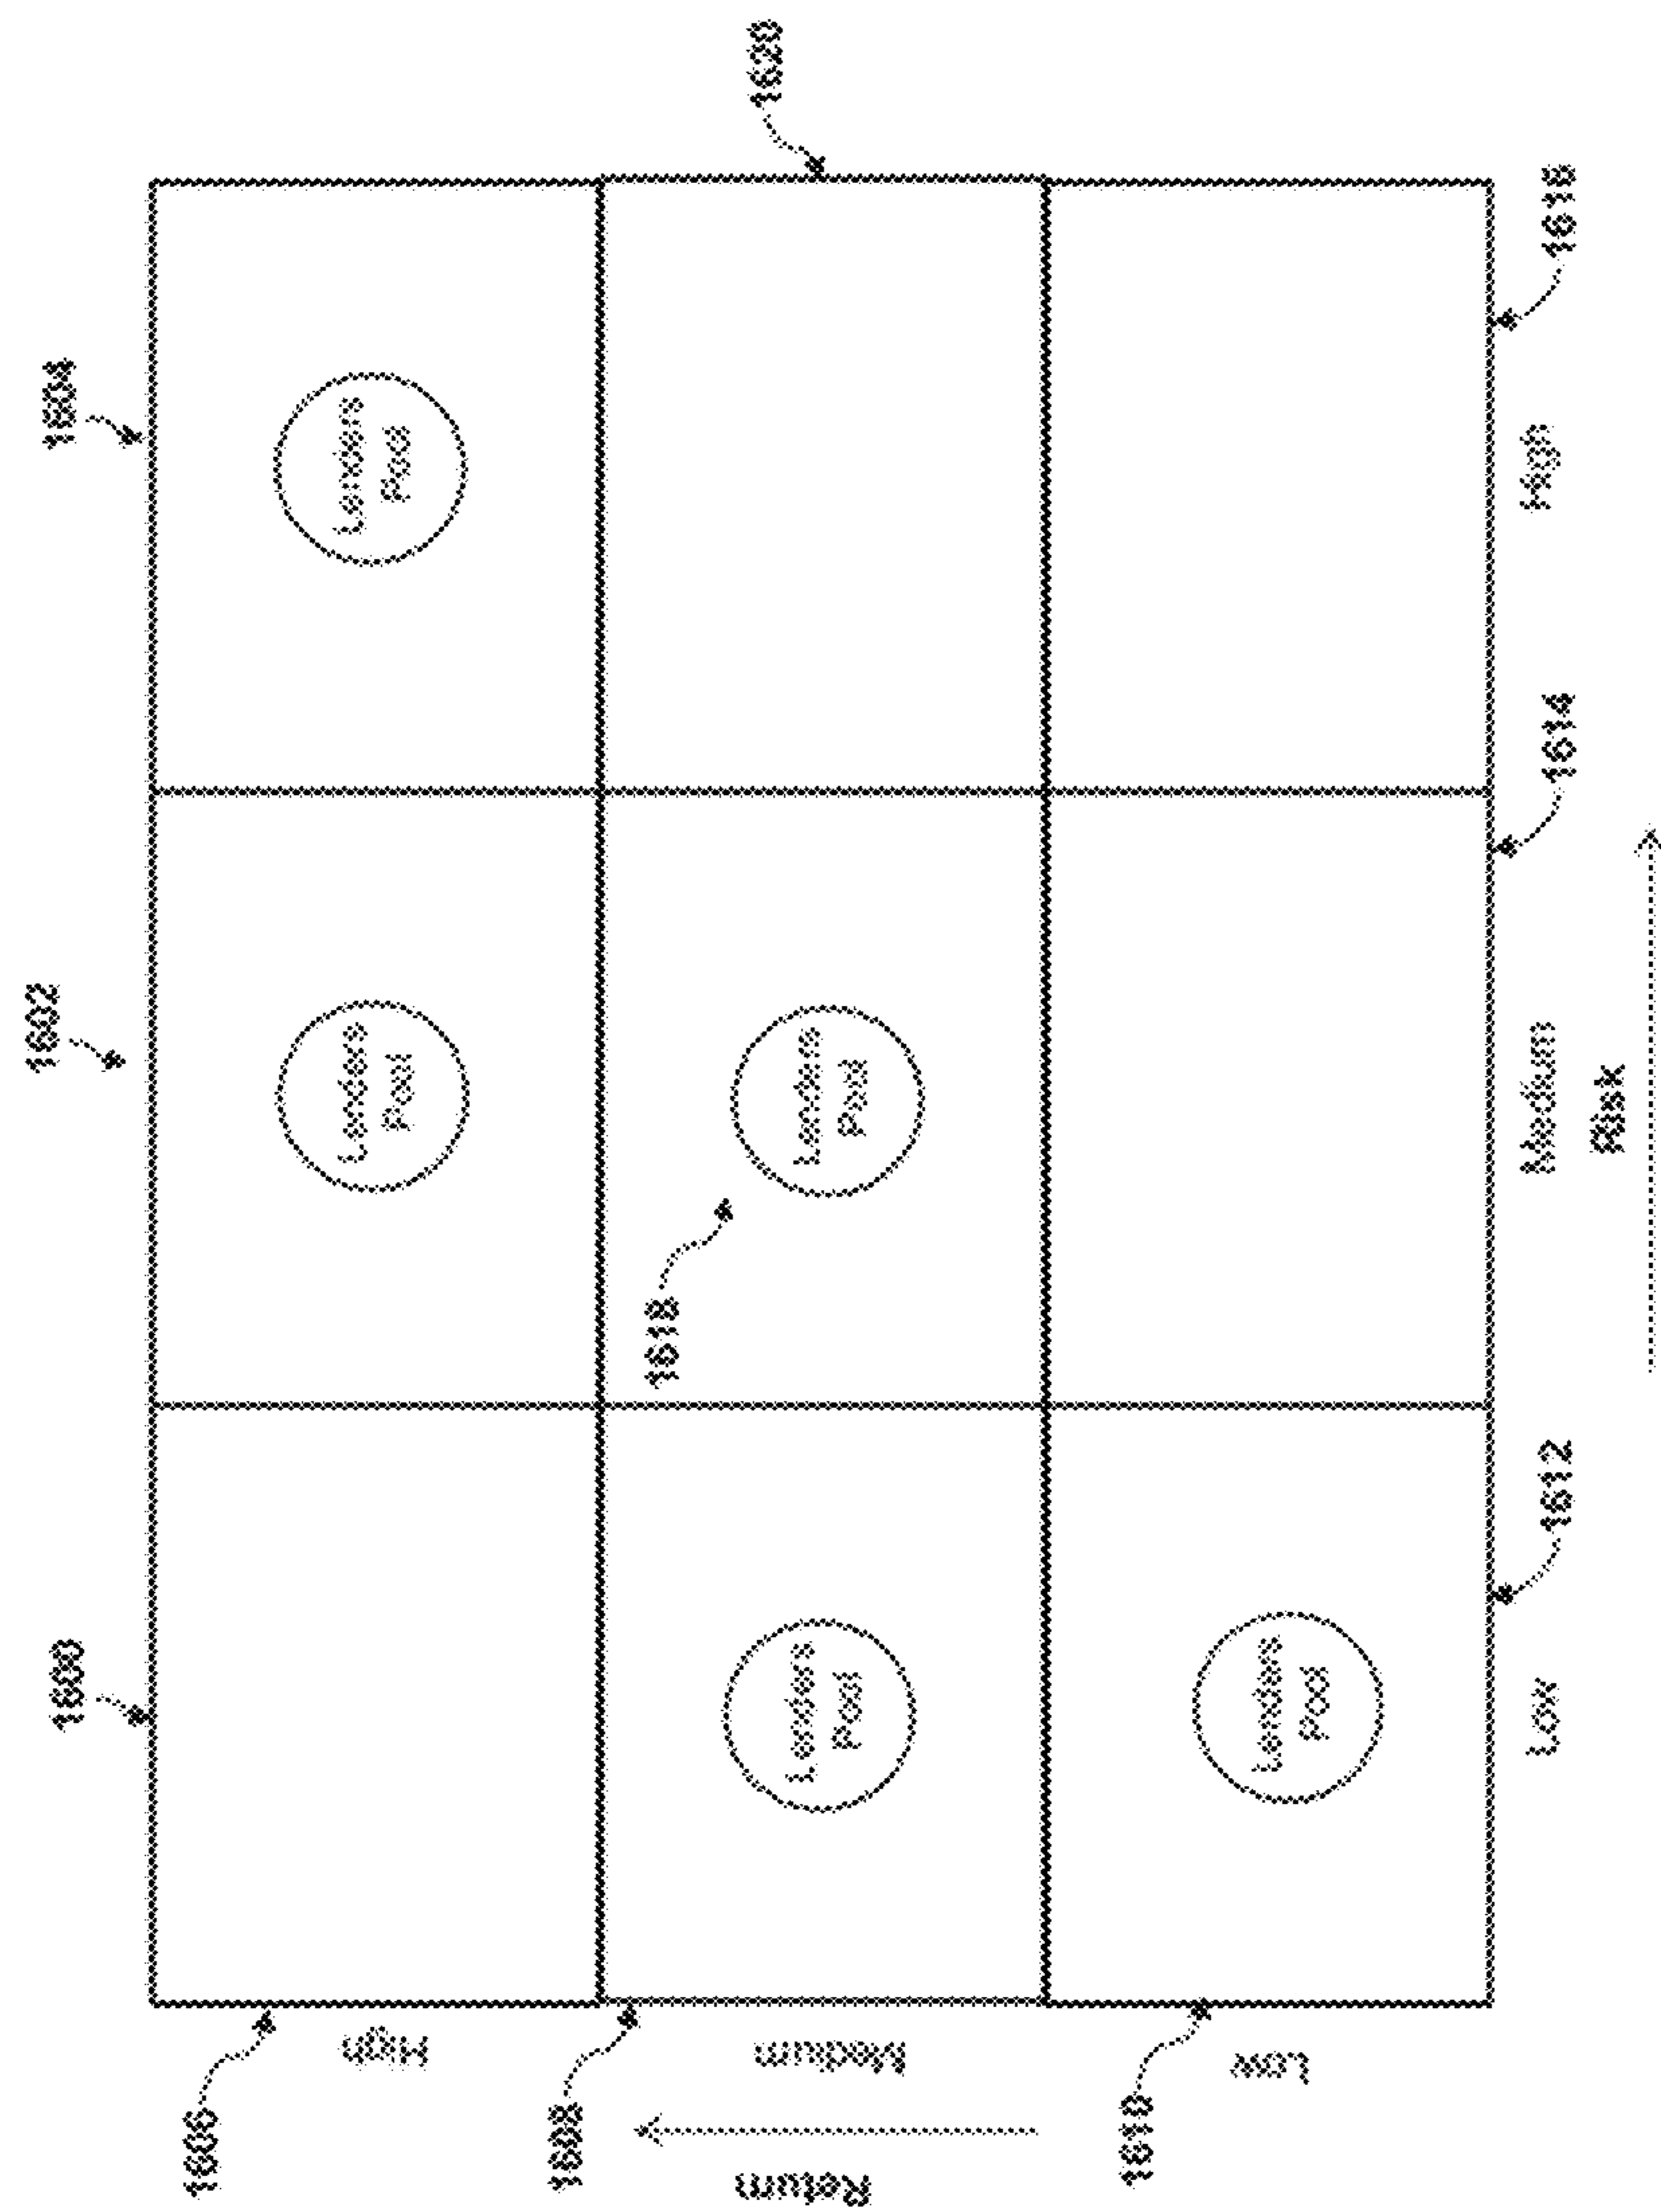 1600
1602
1604
1606
High
Lenders
Pool
Lenders
Pool
1608
1618
1620
Return
Medium
Lenders
Pool
Lenders
Pool
1610
Low
Lenders
Pool
1612
1614
1616
Low
Medium
High
Risk